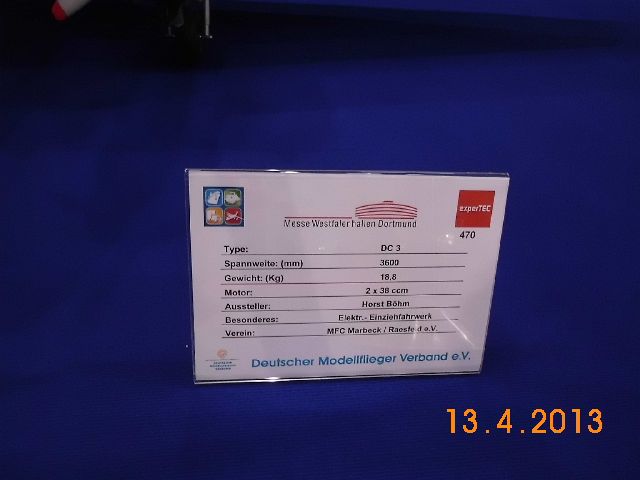 Messe Westfalenhallen Dortmund
experTEC
470
Type: DC 3
Spannweite: (mm) 3600
Gewicht: (Kg) 18,8
Motor: 2 x 38 ccm
Aussteller: Horst Böhm
Besonderes: Elektr.- Einziehfahrwerk
Verein: MFC Marbeck / Raesfeld e.V.
Deutscher Modellflieger Verband e.V.
13.4.2013